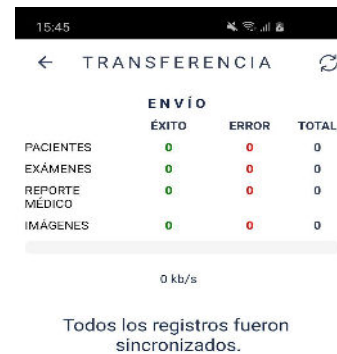 15:45
TRANSFERENCIA
ENVÍO
ÉXITO ERROR TOTAL
PACIENTES 0 0 0
EXÁMENES 0 0 0
REPORTE MÉDICO 0 0 0
IMÁGENES 0 0 0
0 kb/s
Todos los registros fueron
sincronizados.